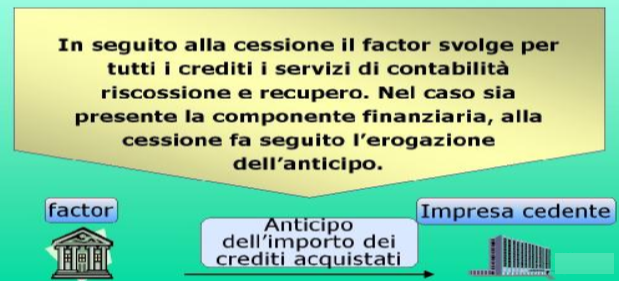 In seguito alla cessione il factor svolge per
tutti i crediti i servizi di contabilità
riscossione e recupero. Nel caso sia
presente la componente finanziaria, alla
cessione fa seguito l'erogazione
dell'anticipo.
factor
Anticipo
dell'importo dei
crediti acquistati
Impresa cedente